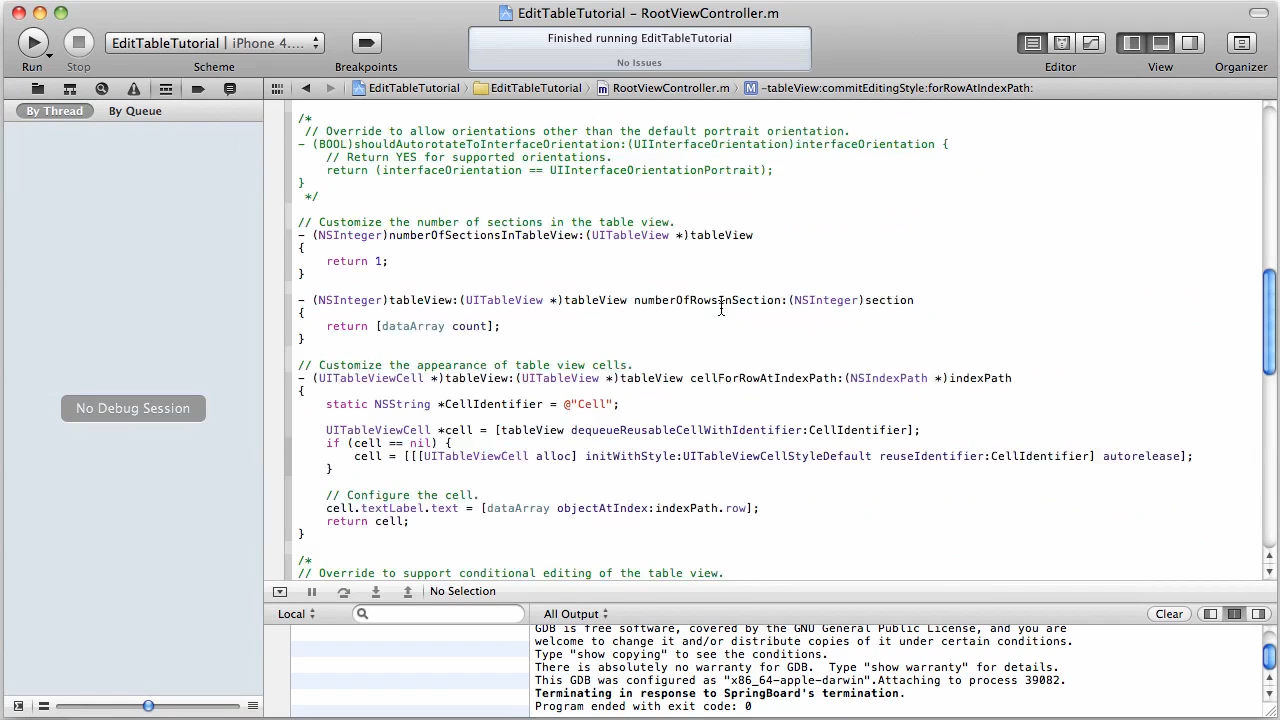 EditTableTutorial – RootViewController.m
EditTableTutorial | iPhone 4....
Finished running EditTableTutorial
No Issues
Run
Stop
Scheme
Breakpoints
Editor
View
Organizer
EditTableTutorial
EditTableTutorial
RootViewController.m
M
-tableView:commitEditingStyle:forRowAtIndexPath:
By Thread
By Queue
No Debug Session
/*
// Override to allow orientations other than the default portrait orientation.
- (BOOL)shouldAutorotateToInterfaceOrientation:(UIInterfaceOrientation)interfaceOrientation {
// Return YES for supported orientations.
return (interfaceOrientation == UIInterfaceOrientationPortrait);
}
*/
// Customize the number of sections in the table view.
- (NSInteger)numberOfSectionsInTableView:(UITableView *)tableView
{
return 1;
}
- (NSInteger)tableView:(UITableView *)tableView numberOfRowsInSection:(NSInteger)section
{
return [dataArray count];
}
// Customize the appearance of table view cells.
- (UITableViewCell *)tableView:(UITableView *)tableView cellForRowAtIndexPath:(NSIndexPath *)indexPath
{
static NSString *CellIdentifier = @"Cell";
UITableViewCell *cell = [tableView dequeueReusableCellWithIdentifier:CellIdentifier];
if (cell == nil) {
cell = [[[UITableViewCell alloc] initWithStyle:UITableViewCellStyleDefault reuseIdentifier:CellIdentifier] autorelease];
}
// Configure the cell.
cell.textLabel.text = [dataArray objectAtIndex:indexPath.row];
return cell;
}
/*
// Override to support conditional editing of the table view.
No Selection
Local
All Output
Clear
GDB is free software, covered by the GNU General Public License, and you are
welcome to change it and/or distribute copies of it under certain conditions.
Type "show copying" to see the conditions.
There is absolutely no warranty for GDB.  Type "show warranty" for details.
This GDB was configured as "x86_64-apple-darwin".Attaching to process 39082.
Terminating in response to SpringBoard's termination.
Program ended with exit code: 0